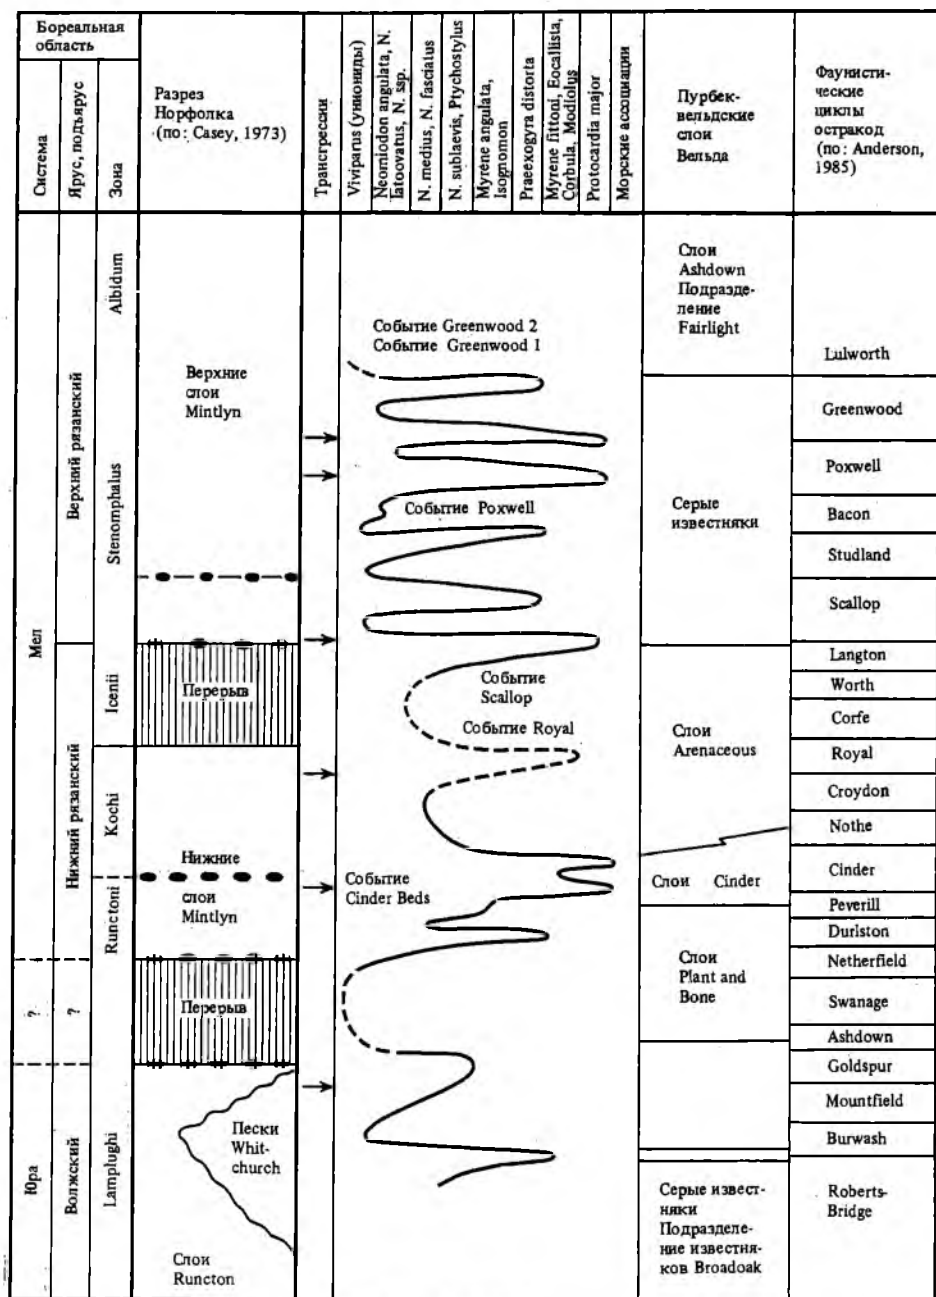 Бореальная
область
Система
Ярус, подъярус
Зона
Разрез
Норфолка
(по: Casey, 1973)
Трансгрессии
Viviparus (униониды)
Neomiodon angulata, N.
Iatoovatus, N. ssp.
N. medius, N. fasciatus
N. sublaevis, Ptychostylus
Myrene angulata,
Isognomon
Praeexogyra distorta
Myrene fittoni, Eocallista,
Corbula, Modiolus
Protocardia major
Морские ассоциации
Пурбек-
вельдские
слои
Вельда
Фаунисти-
ческие
циклы
остракод
(по: Anderson,
1985)
Мел
?
Юра
Верхний рязанский
Нижний рязанский
?
Волжский
Albidum
Stenomphalus
Icenii
Kochi
Runctoni
Lamplughi
Верхние
слои
Mintlyn
Перерыв
Нижние
слои
Mintlyn
Перерыв
Пески
Whit-
church
Слои
Runcton
Событие Greenwood 2
Событие Greenwood 1
Событие Poxwell
Событие
Scallop
Событие Royal
Событие
Cinder Beds
Слои
Ashdown
Подразде-
ление
Fairlight
Серые
известняки
Слои
Arenaceous
Слои Cinder
Слои
Plant and
Bone
Серые извест-
няки
Подразделе-
ние известня-
ков Broadoak
Lulworth
Greenwood
Poxwell
Bacon
Studland
Scallop
Langton
Worth
Corfe
Royal
Croydon
Nothe
Cinder
Peverill
Durlston
Netherfield
Swanage
Ashdown
Goldspur
Mountfield
Burwash
Roberts-
Bridge